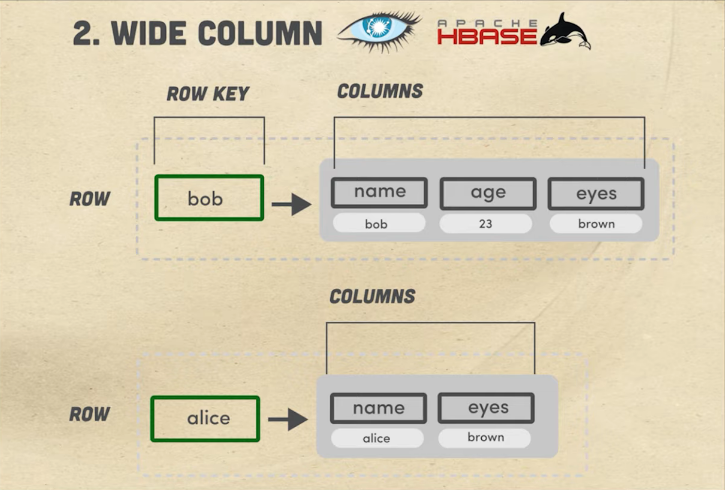 2. WIDE COLUMN
APACHE
HBASE
ROW KEY
COLUMNS
ROW
bob
name
age
eyes
bob
23
brown
COLUMNS
ROW
alice
name
eyes
alice
brown